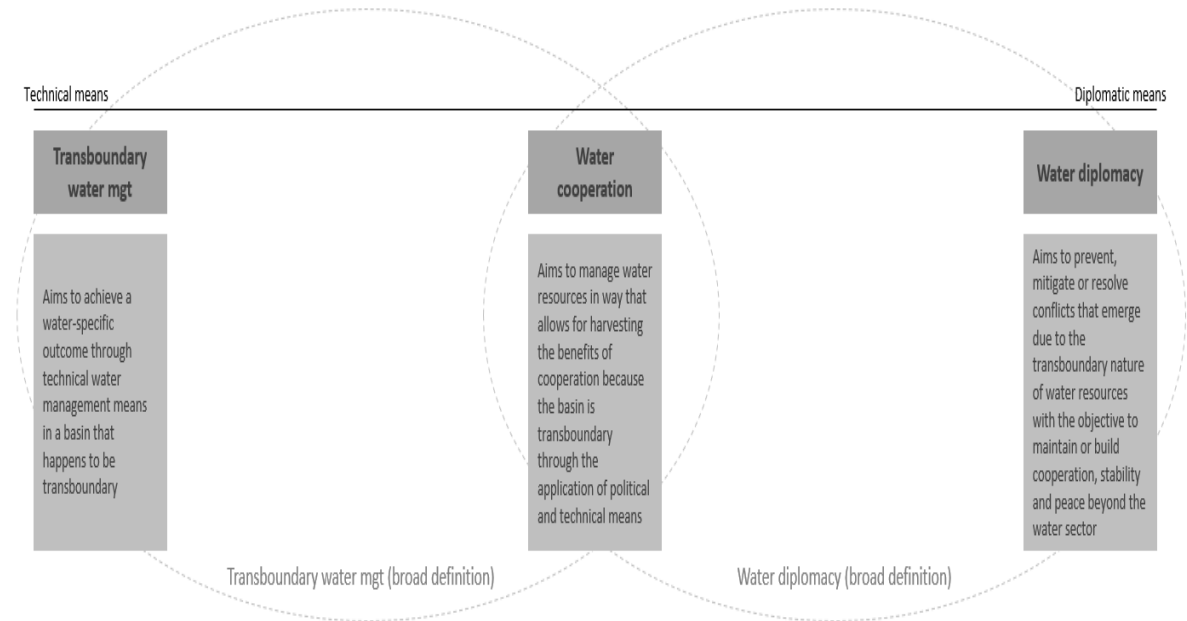 Technical means
Diplomatic means
Transboundary
water mgt
Water
cooperation
Water diplomacy
Aims to achieve a
water-specific
outcome through
technical water
management means
in a basin that
happens to be
transboundary
Aims to manage water
resources in way that
allows for harvesting
the benefits of
cooperation because
the basin is
transboundary
through the
application of political
and technical means
Aims to prevent,
mitigate or resolve
conflicts that emerge
due to the
transboundary nature
of water resources
with the objective to
maintain or build
cooperation, stability
and peace beyond the
water sector
Transboundary water mgt (broad definition)
Water diplomacy (broad definition)